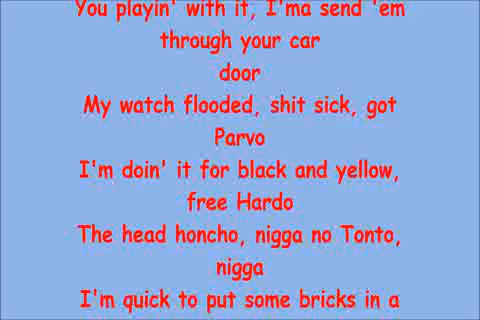 You playin' with it, I'ma send 'em
through your car
door
My watch flooded, shit sick, got
Parvo
I'm doin' it for black and yellow,
free Hardo
The head honcho, nigga no Tonto,
nigga
I'm quick to put some bricks in a